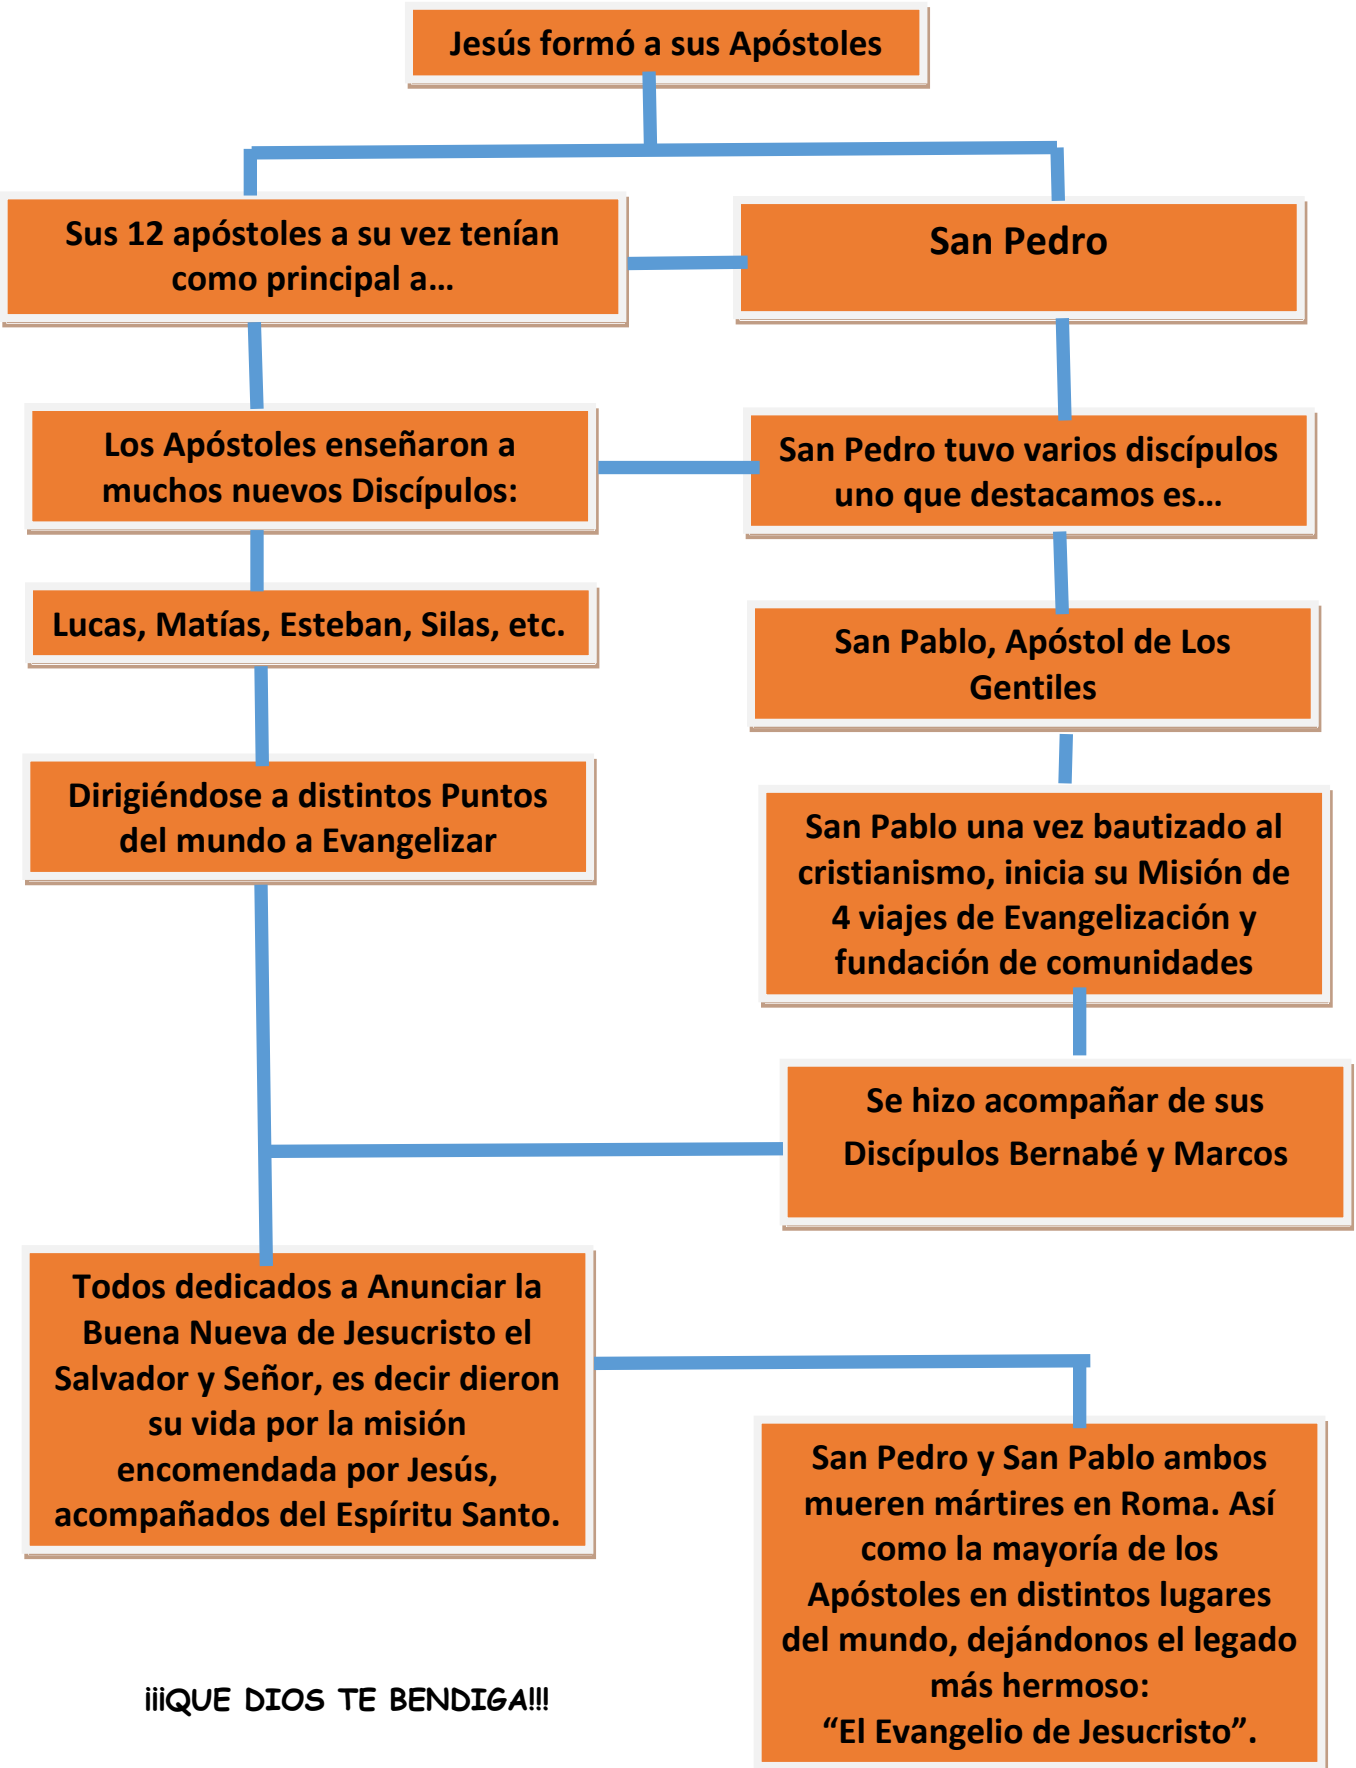 Jesús formó a sus Apóstoles
Sus 12 apóstoles a su vez tenían
como principal a…
San Pedro
Los Apóstoles enseñaron a
muchos nuevos Discípulos:
San Pedro tuvo varios discípulos
uno que destacamos es…
Lucas, Matías, Esteban, Silas, etc.
San Pablo, Apóstol de Los
Gentiles
Dirigiéndose a distintos Puntos
del mundo a Evangelizar
San Pablo una vez bautizado al
cristianismo, inicia su Misión de
4 viajes de Evangelización y
fundación de comunidades
Se hizo acompañar de sus
Discípulos Bernabé y Marcos
Todos dedicados a Anunciar la
Buena Nueva de Jesucristo el
Salvador y Señor, es decir dieron
su vida por la misión
encomendada por Jesús,
acompañados del Espíritu Santo.
San Pedro y San Pablo ambos
mueren mártires en Roma. Así
como la mayoría de los
Apóstoles en distintos lugares
del mundo, dejándonos el legado
más hermoso:
“El Evangelio de Jesucristo”.
¡¡¡QUE DIOS TE BENDIGA!!!